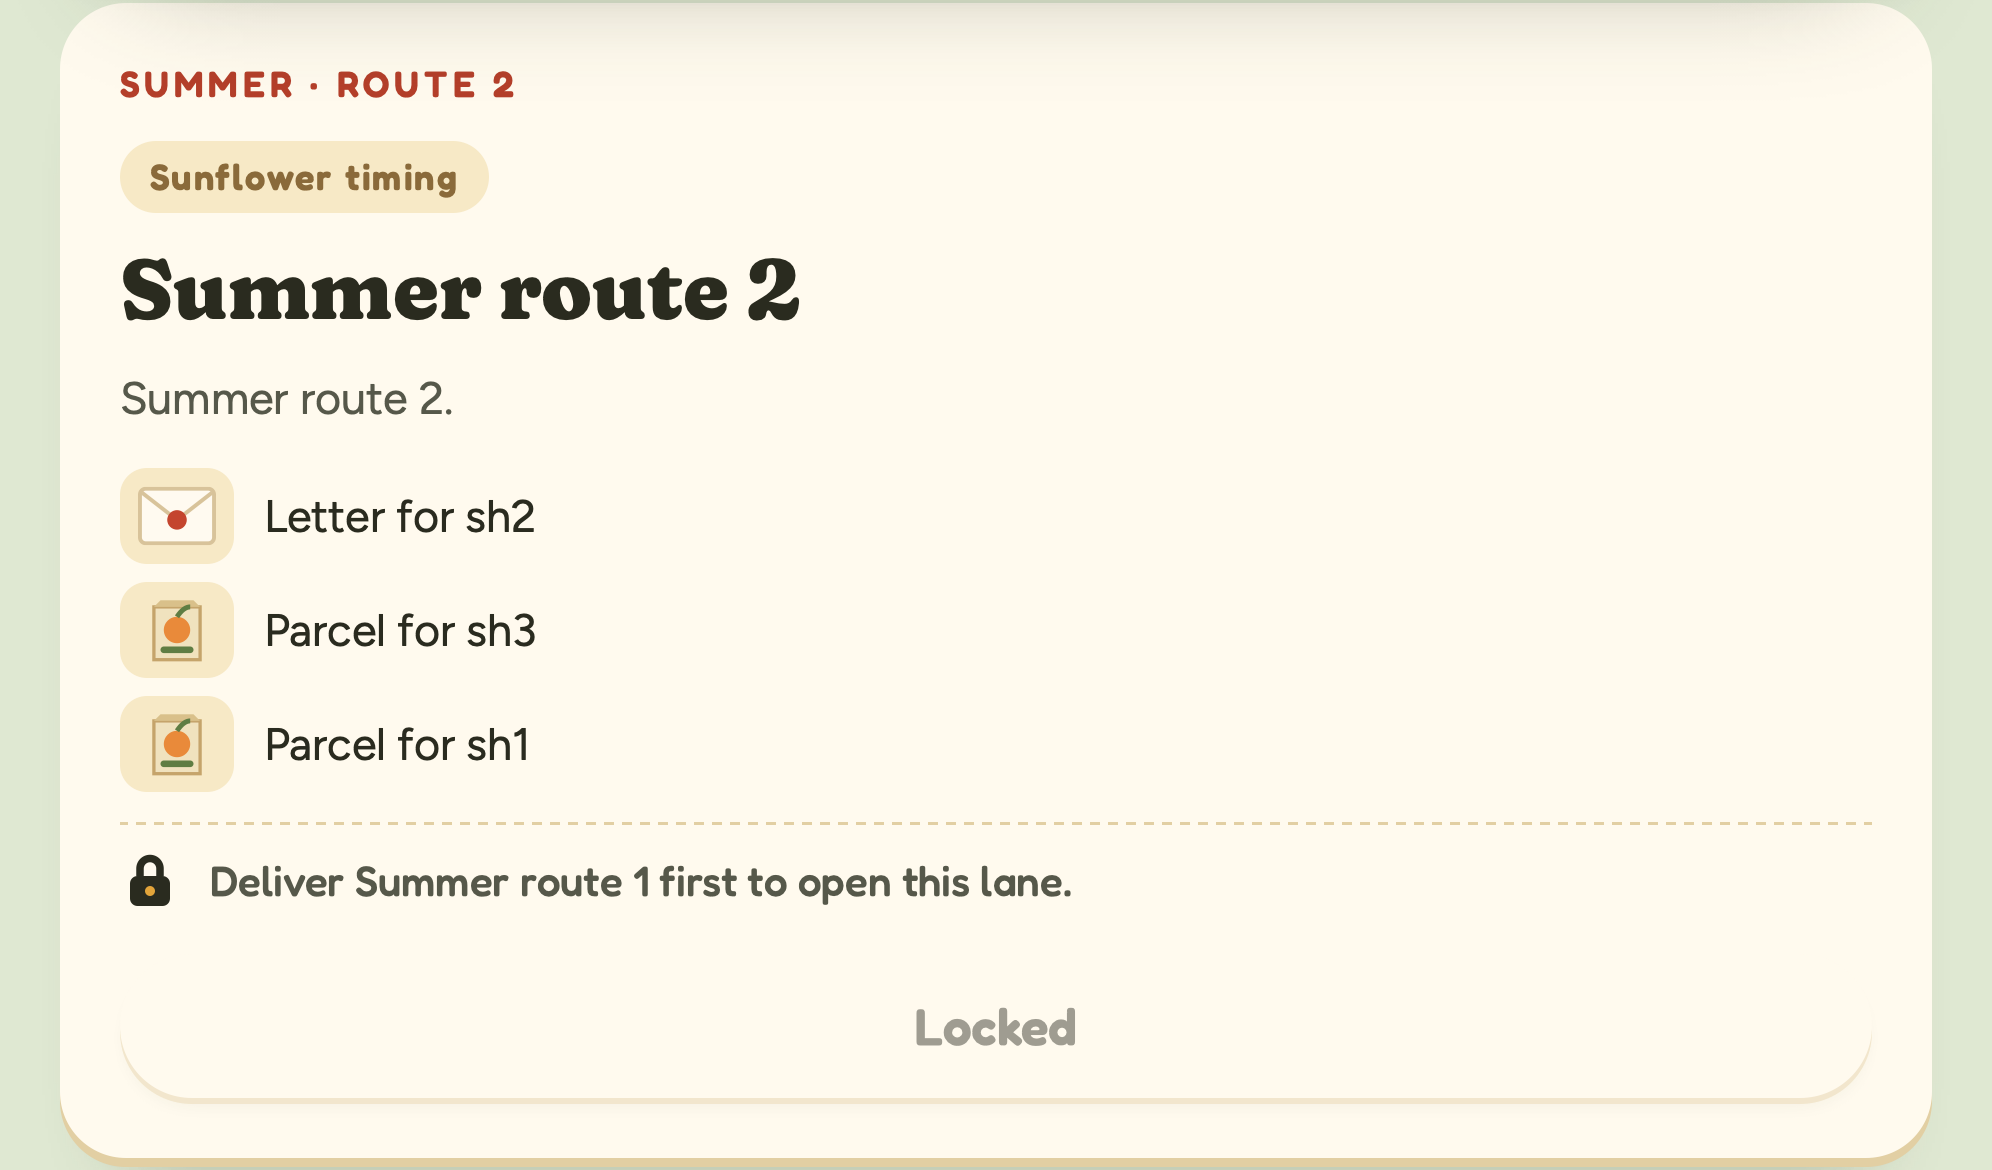 SUMMER · ROUTE 2
Sunflower timing
Summer route 2
Summer route 2.
Letter for sh2
Parcel for sh3
Parcel for sh1
Deliver Summer route 1 first to open this lane.
Locked